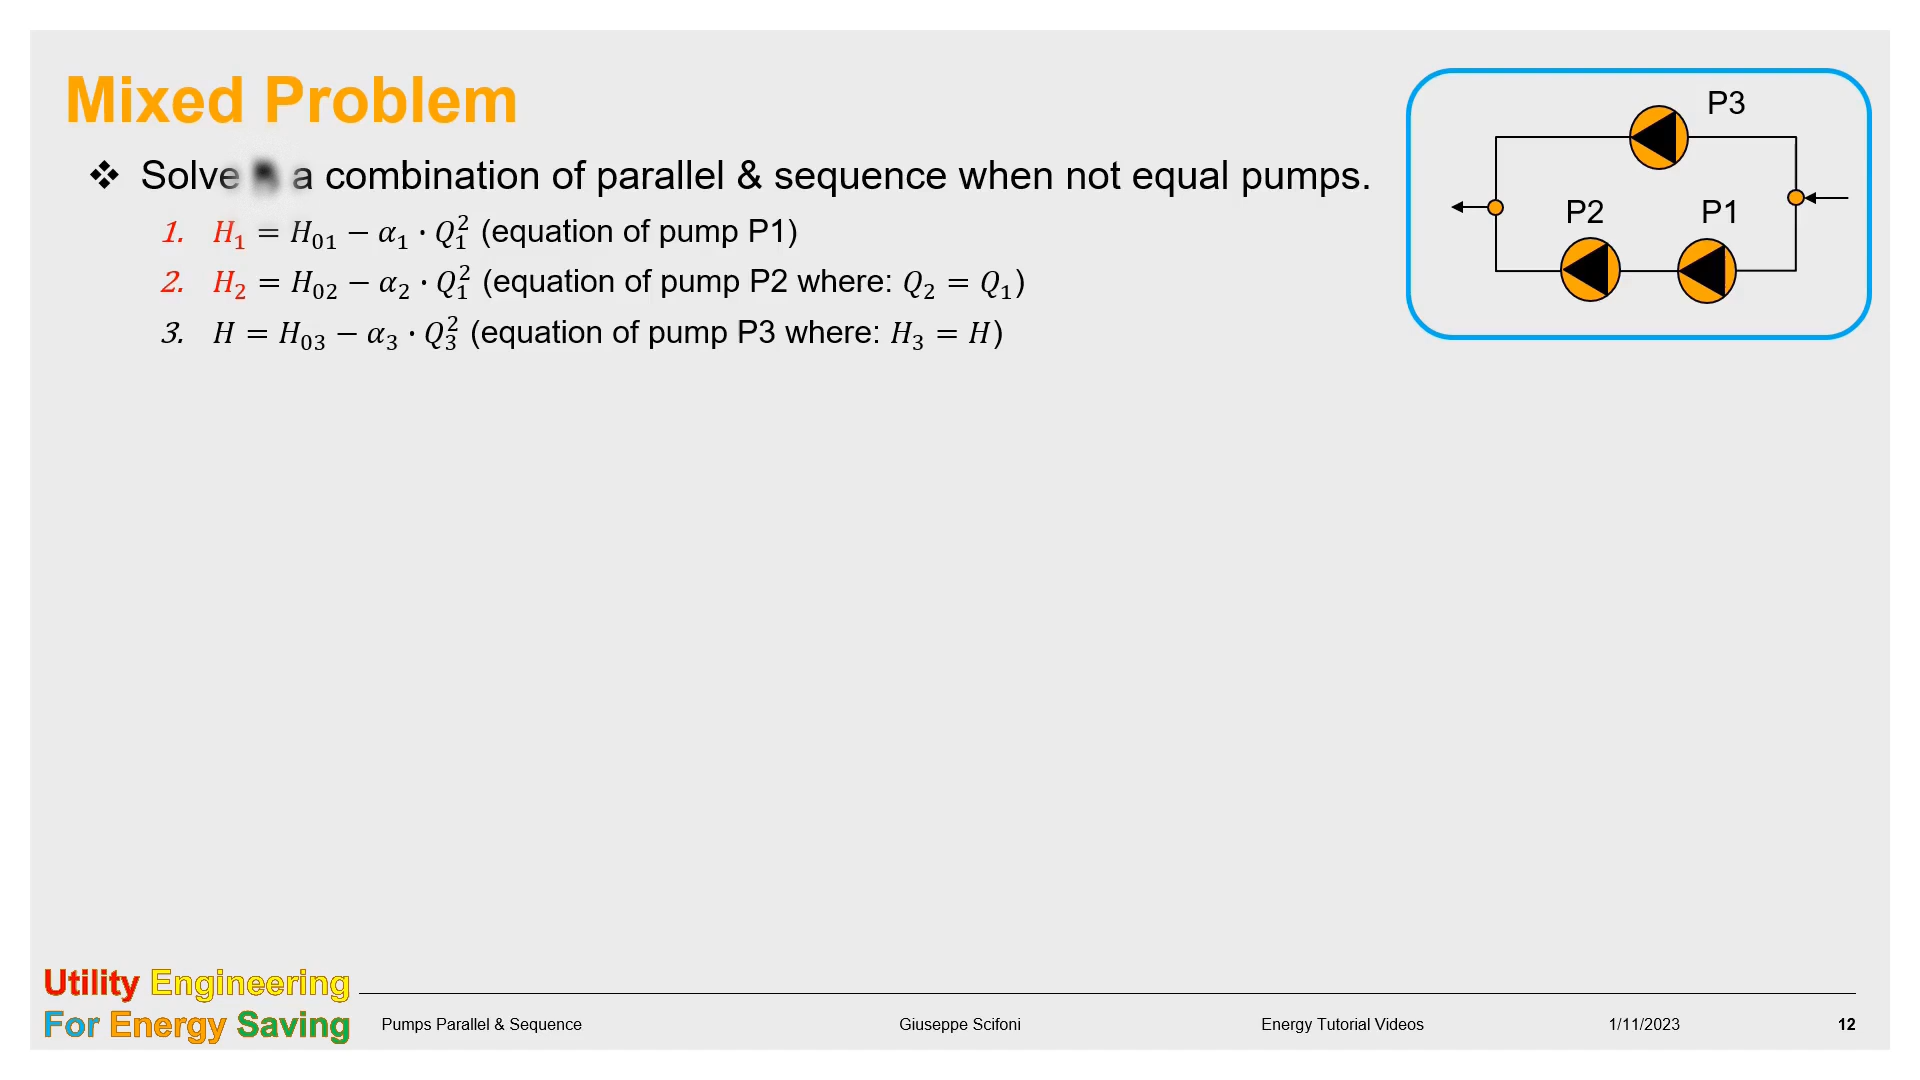 Mixed Problem
❖ Solve a combination of parallel & sequence when not equal pumps.
1. H₁ = H₀₁ − α₁ · Q₁² (equation of pump P1)
2. H₂ = H₀₂ − α₂ · Q₁² (equation of pump P2 where: Q₂ = Q₁)
3. H = H₀₃ − α₃ · Q₃² (equation of pump P3 where: H₃ = H)
P3
P2 P1
Utility Engineering
For Energy Saving
Pumps Parallel & Sequence Giuseppe Scifoni Energy Tutorial Videos 1/11/2023 12